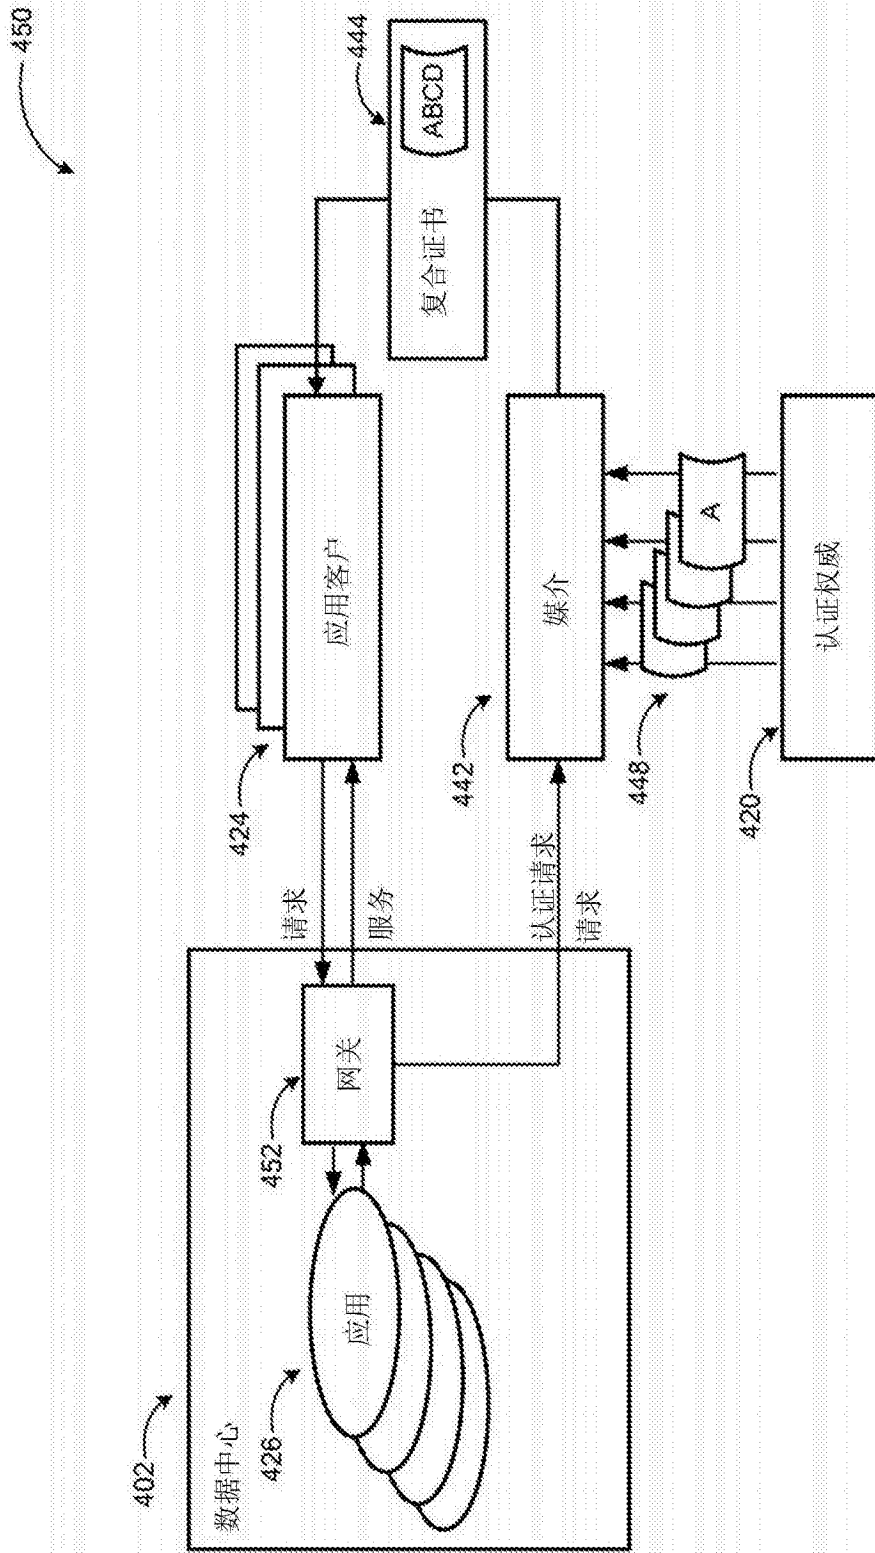 450
402
数据中心
426
应用
452
网关
请求
服务
424
应用客户
444
复合证书
ABCD
认证请求
请求
442
媒介
448
A
420
认证权威